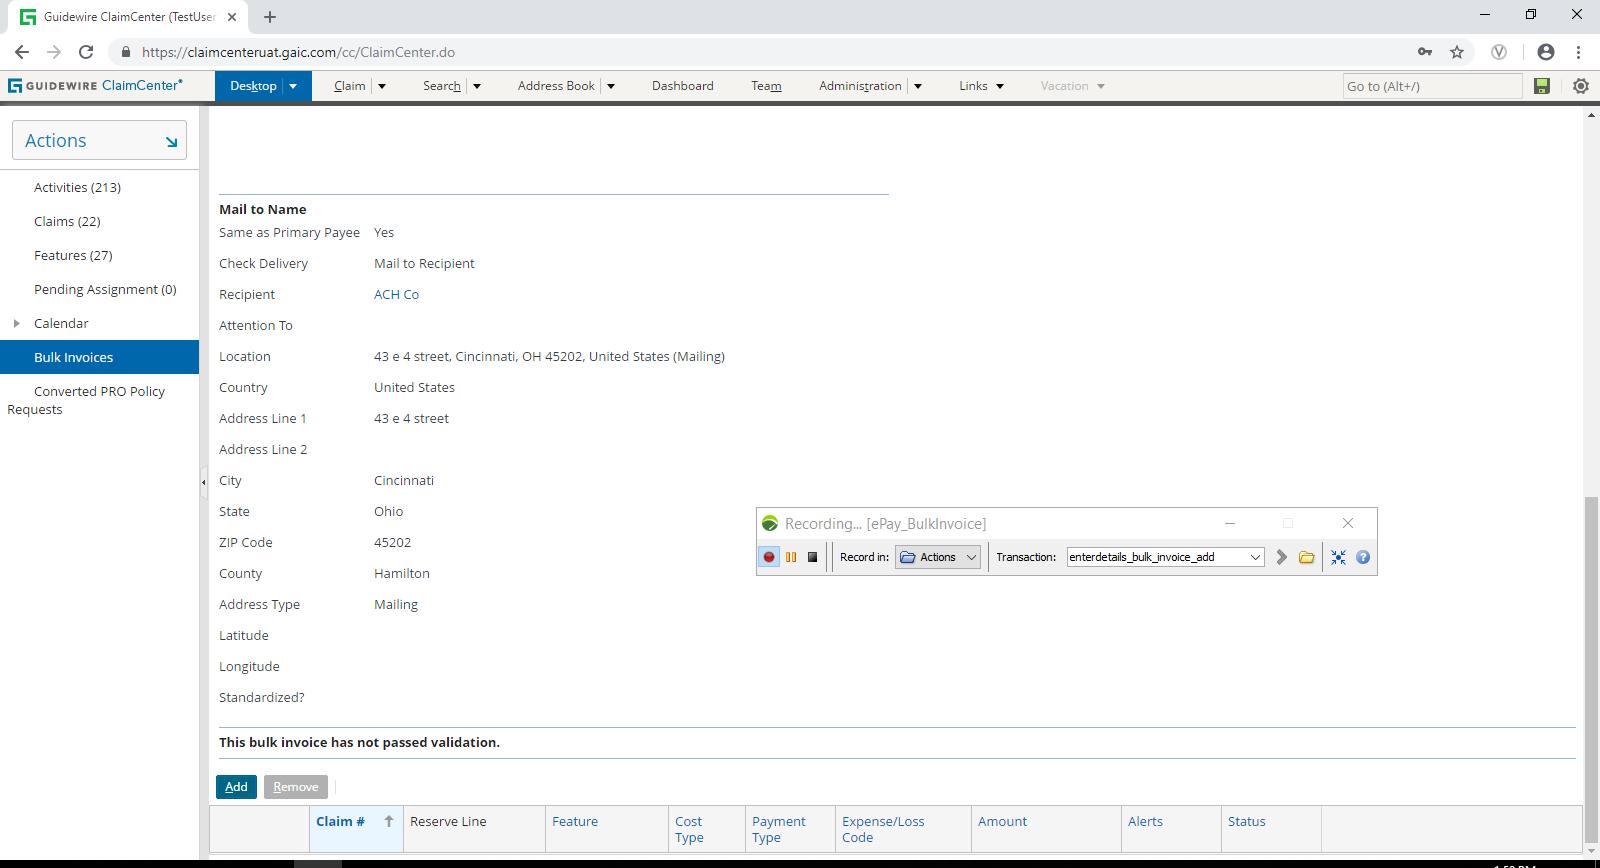 Guidewire ClaimCenter (TestUser
https://claimcenteruat.gaic.com/cc/ClaimCenter.do
GUIDEWIRE ClaimCenter®
Desktop Claim Search Address Book Dashboard Team Administration Links Vacation
Go to (Alt+/)
Actions
Activities (213)
Claims (22)
Features (27)
Pending Assignment (0)
Calendar
Bulk Invoices
Converted PRO Policy
Requests
Mail to Name
Same as Primary Payee Yes
Check Delivery Mail to Recipient
Recipient ACH Co
Attention To
Location 43 e 4 street, Cincinnati, OH 45202, United States (Mailing)
Country United States
Address Line 1 43 e 4 street
Address Line 2
City Cincinnati
State Ohio
ZIP Code 45202
County Hamilton
Address Type Mailing
Latitude
Longitude
Standardized?
Recording... [ePay_BulkInvoice]
Record in: Actions Transaction: enterdetails_bulk_invoice_add
This bulk invoice has not passed validation.
Add Remove
Claim # Reserve Line Feature Cost Type Payment Type Expense/Loss Code Amount Alerts Status